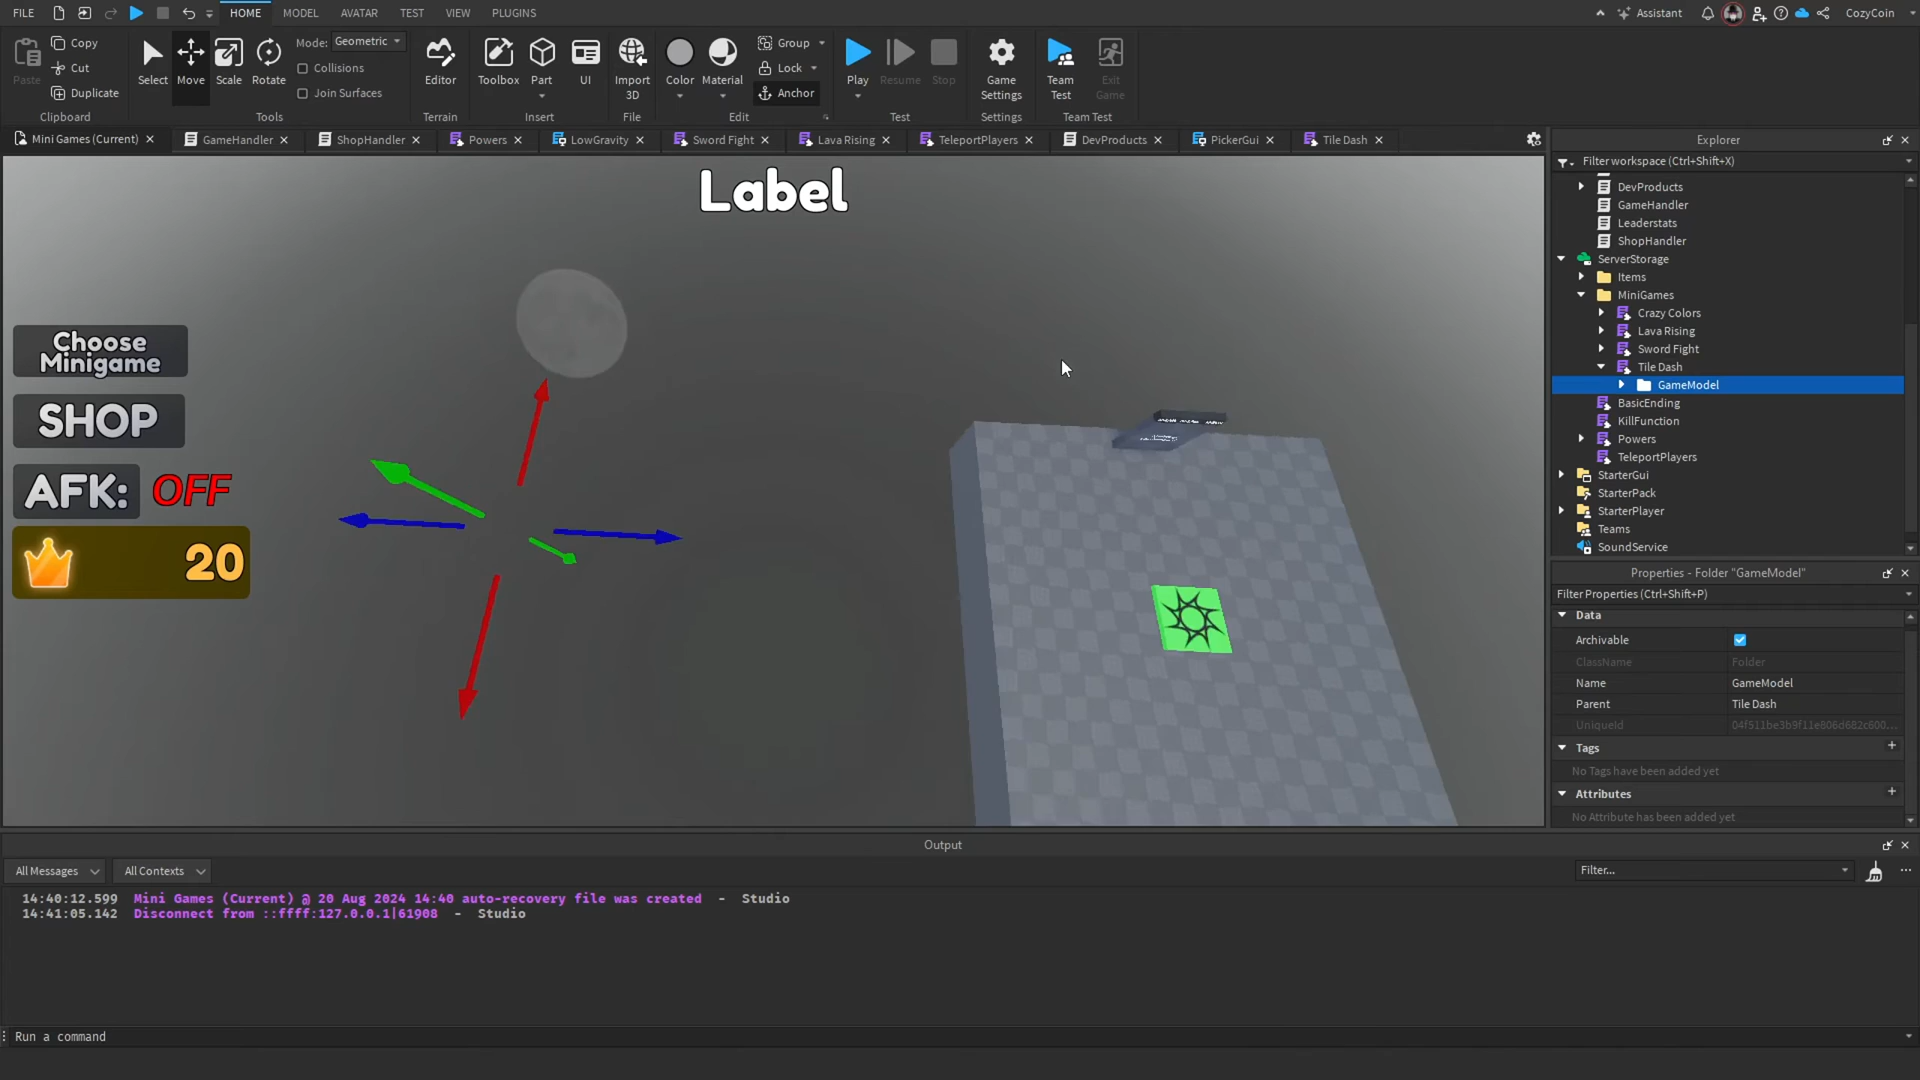 FILE HOME MODEL AVATAR TEST VIEW PLUGINS Assistant CozyCoin
Paste Copy Cut Duplicate Clipboard
Select Move Scale Rotate Mode: Geometric Collisions Join Surfaces Tools
Editor Terrain
Toolbox Part UI Insert
Import 3D File
Color Material Group Lock Anchor Edit
Play Resume Stop Test
Game Settings Settings
Team Test Exit Game Team Test
Mini Games (Current) GameHandler ShopHandler Powers LowGravity Sword Fight Lava Rising TeleportPlayers DevProducts PickerGui Tile Dash
Label
Choose
Minigame
SHOP
AFK: OFF
20
Explorer
Filter workspace (Ctrl+Shift+X)
DevProducts
GameHandler
Leaderstats
ShopHandler
ServerStorage
Items
MiniGames
Crazy Colors
Lava Rising
Sword Fight
Tile Dash
GameModel
BasicEnding
KillFunction
Powers
TeleportPlayers
StarterGui
StarterPack
StarterPlayer
Teams
SoundService
Properties - Folder "GameModel"
Filter Properties (Ctrl+Shift+P)
Data
Archivable
ClassName Folder
Name GameModel
Parent Tile Dash
UniqueId 04f511be3b9f11e806d682c600...
Tags
No Tags have been added yet
Attributes
No Attribute has been added yet
Output
All Messages All Contexts Filter...
14:40:12.599 Mini Games (Current) @ 20 Aug 2024 14:40 auto-recovery file was created - Studio
14:41:05.142 Disconnect from ::ffff:127.0.0.1|61908 - Studio
Run a command